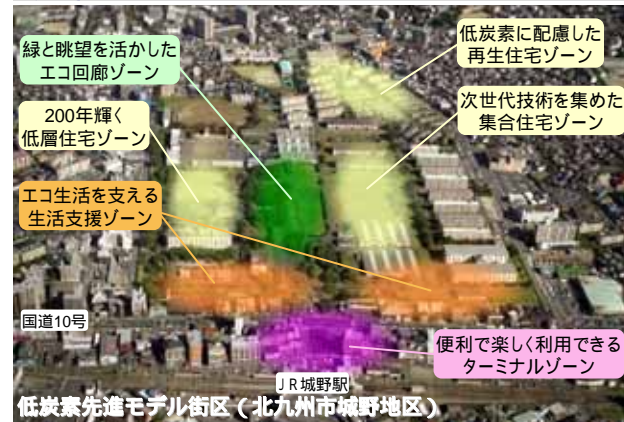 緑と眺望を活かした
エコ回廊ゾーン
低炭素に配慮した
再生住宅ゾーン
200年輝く
低層住宅ゾーン
次世代技術を集めた
集合住宅ゾーン
エコ生活を支える
生活支援ゾーン
国道10号
便利で楽しく利用できる
ターミナルゾーン
JR城野駅
低炭素先進モデル街区(北九州市城野地区)